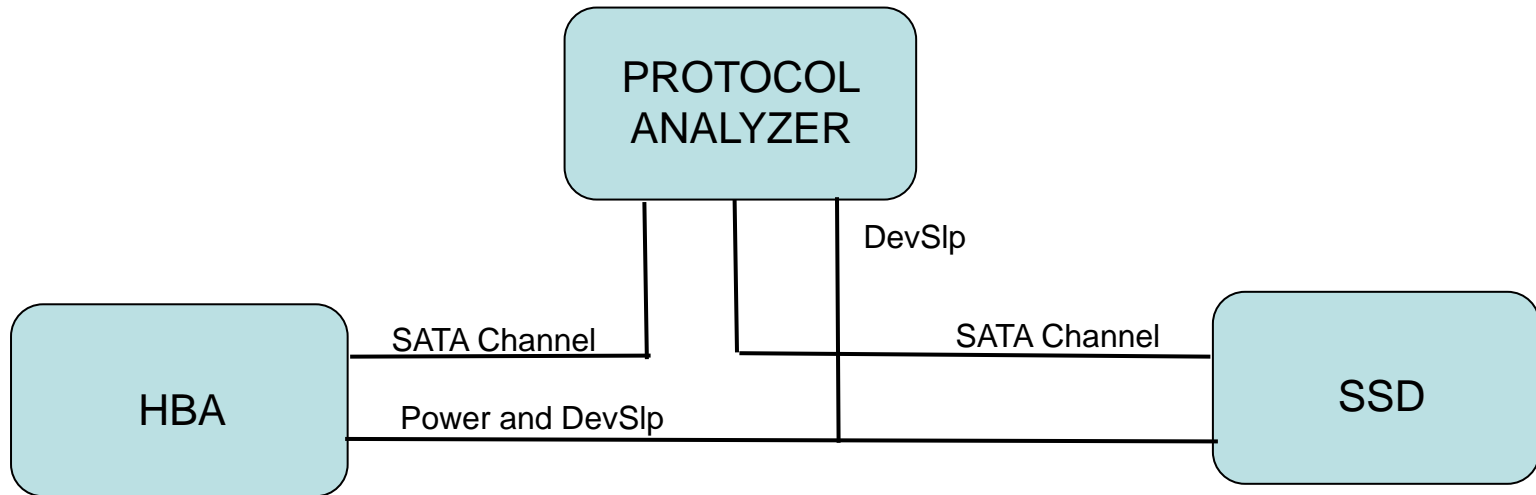 PROTOCOL
ANALYZER
DevSlp
SATA Channel
SATA Channel
HBA
Power and DevSlp
SSD